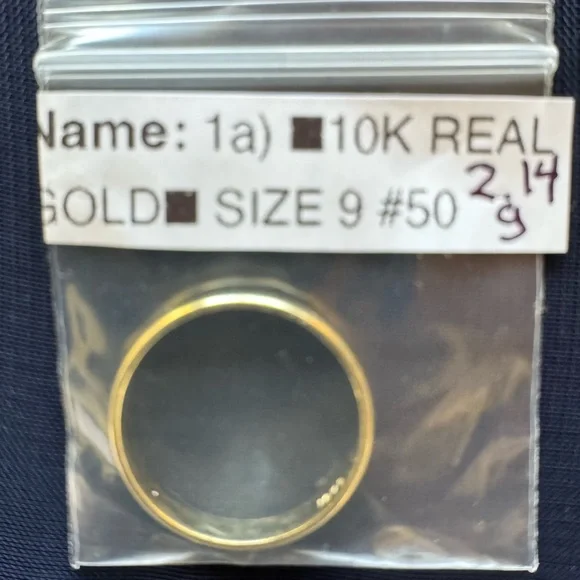 Name: 1a) ■10K REAL
GOLD■ SIZE 9 #50
2.14
g